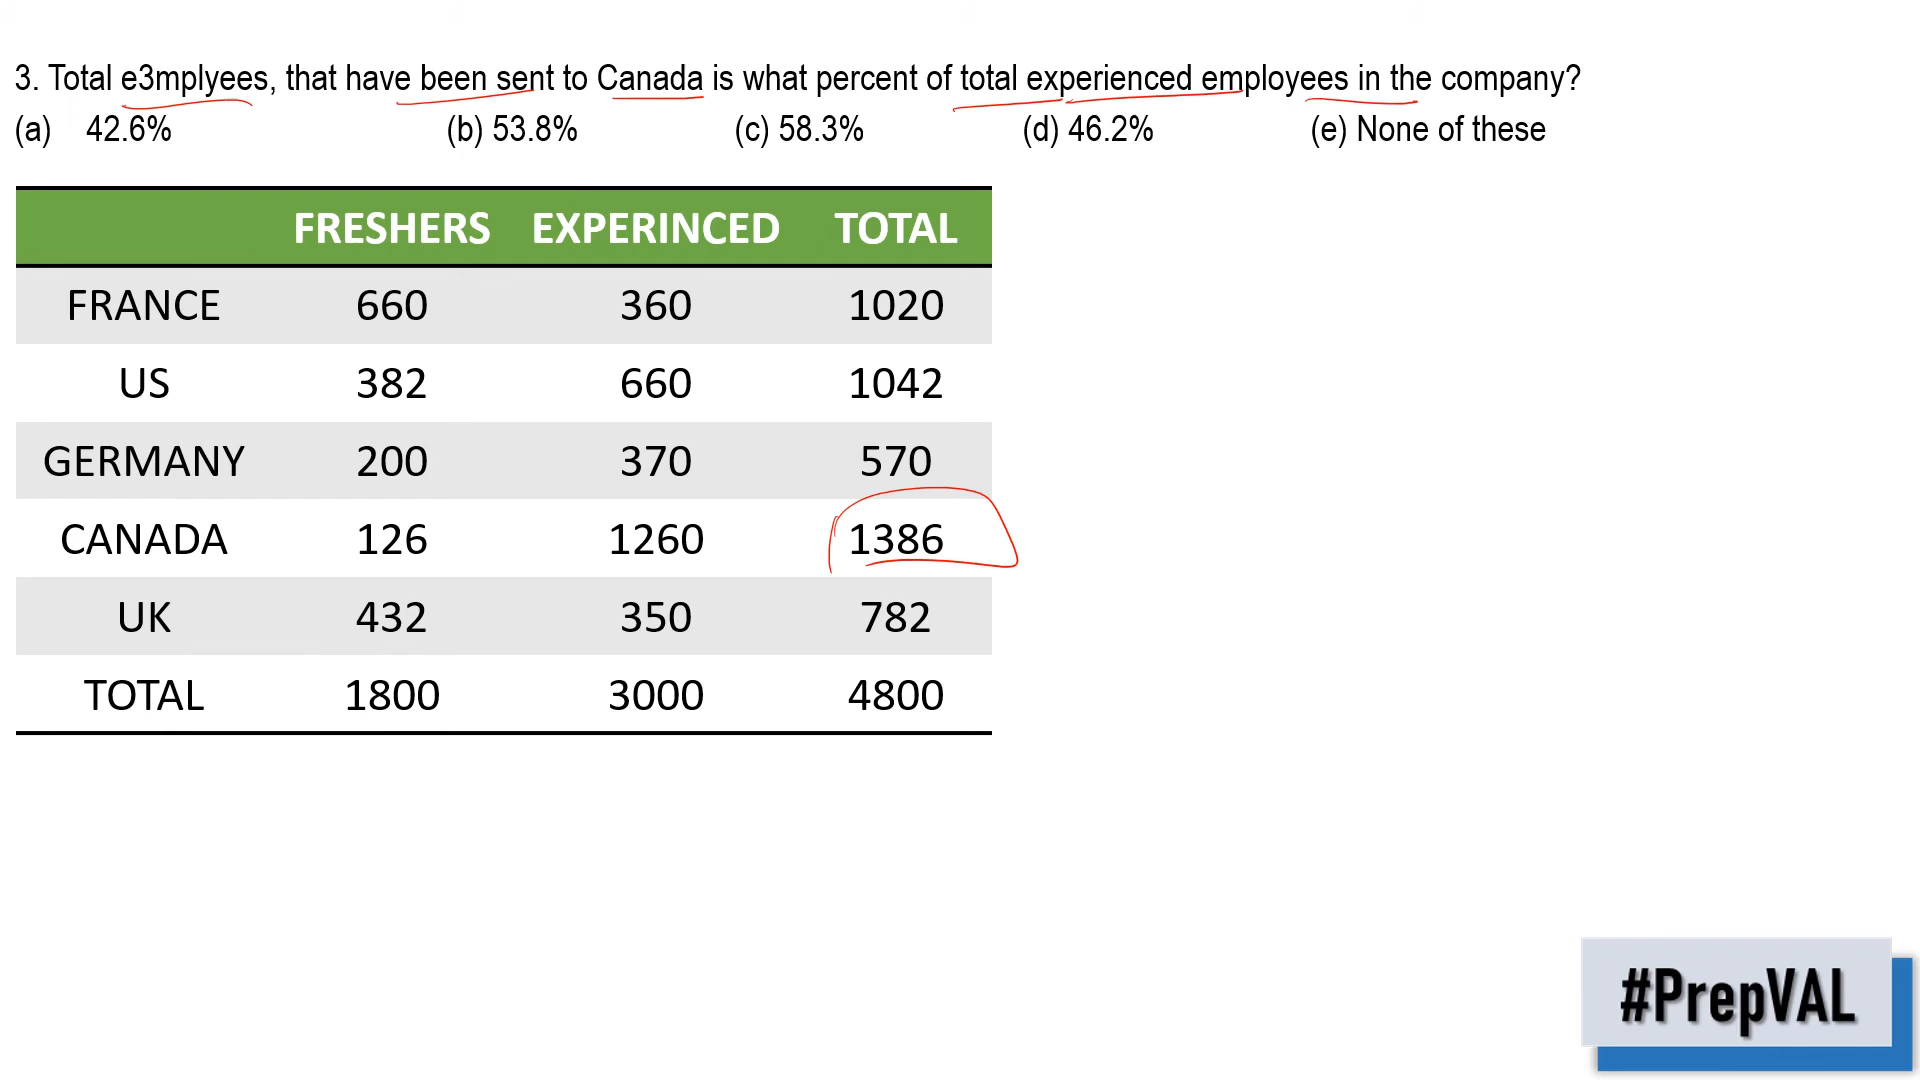 3. Total e3mplyees, that have been sent to Canada is what percent of total experienced employees in the company?
(a) 42.6% (b) 53.8% (c) 58.3% (d) 46.2% (e) None of these
FRESHERS EXPERINCED TOTAL
FRANCE 660 360 1020
US 382 660 1042
GERMANY 200 370 570
CANADA 126 1260 1386
UK 432 350 782
TOTAL 1800 3000 4800
#PrepVAL